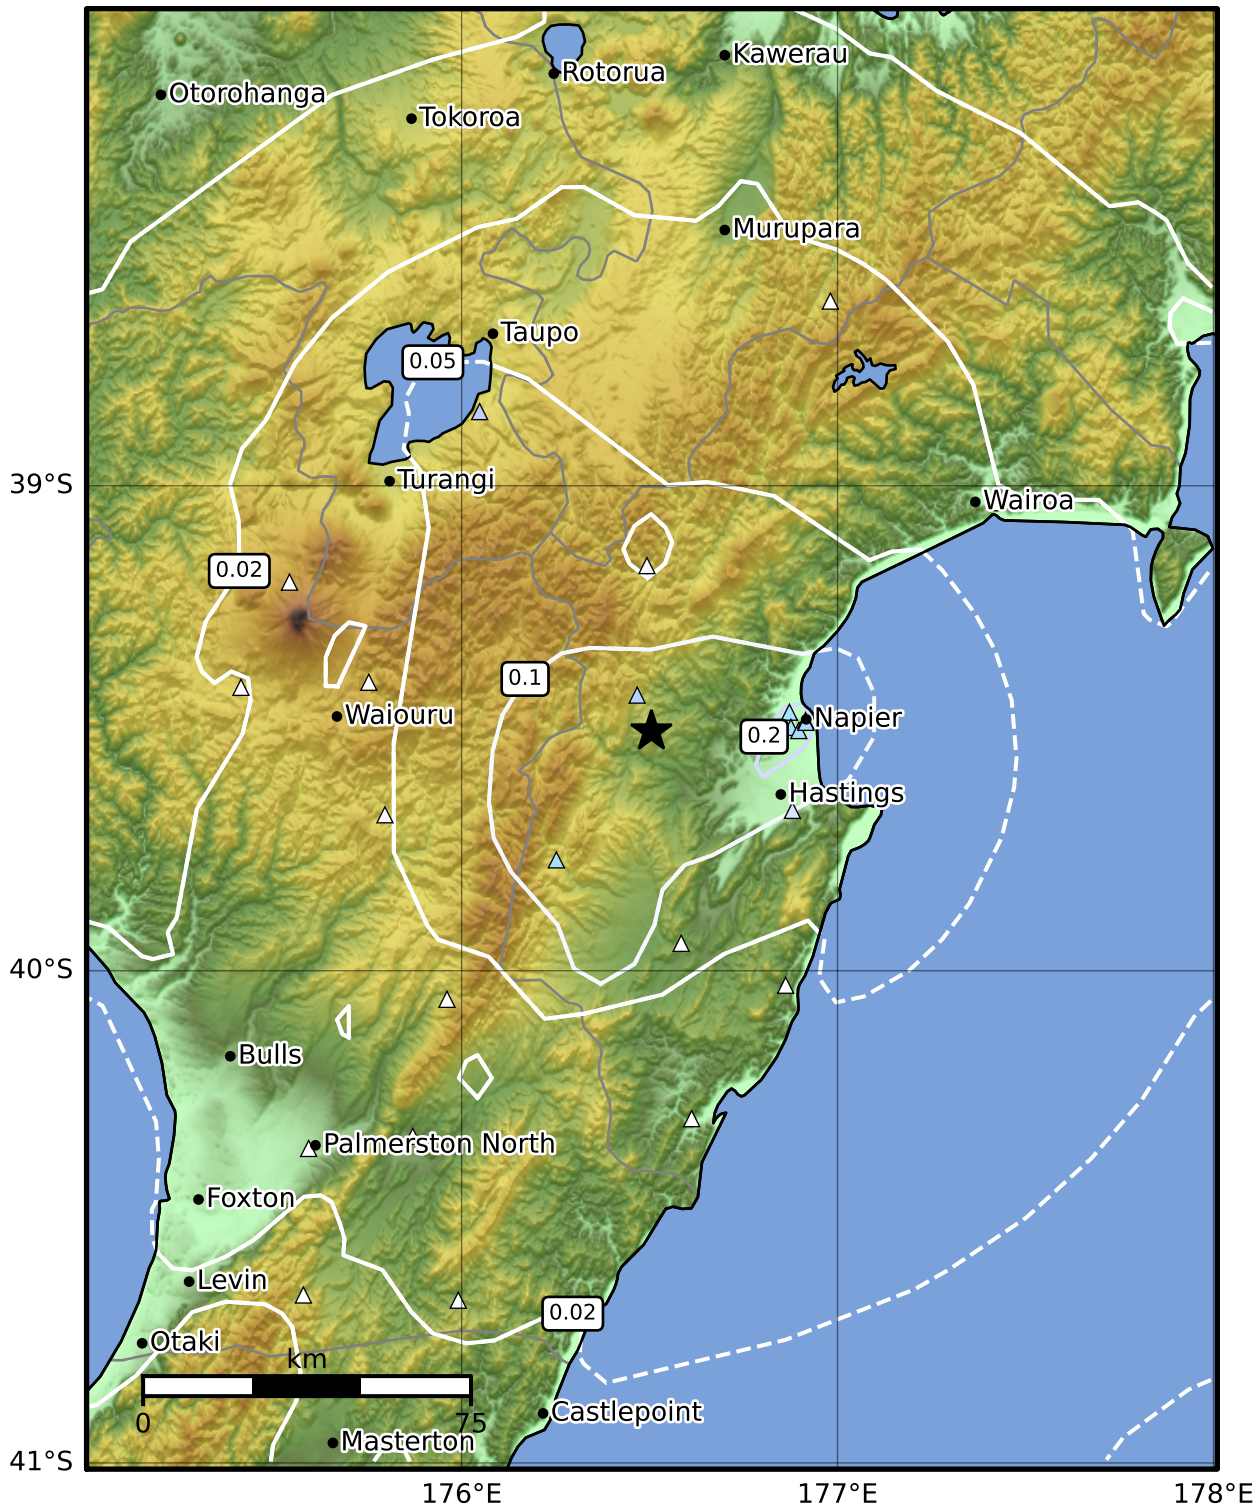 Kawerau
Rotorua
Otorohanga
Tokoroa
Murupara
Taupo
0.05
Turangi
39°S
Wairoa
0.02
0.1
Waiouru
Napier
0.2
Hastings
40°S
Bulls
Palmerston North
Foxton
Levin
0.02
Otaki
km
0
75
Castlepoint
Masterton
41°S
176°E
177°E
178°E